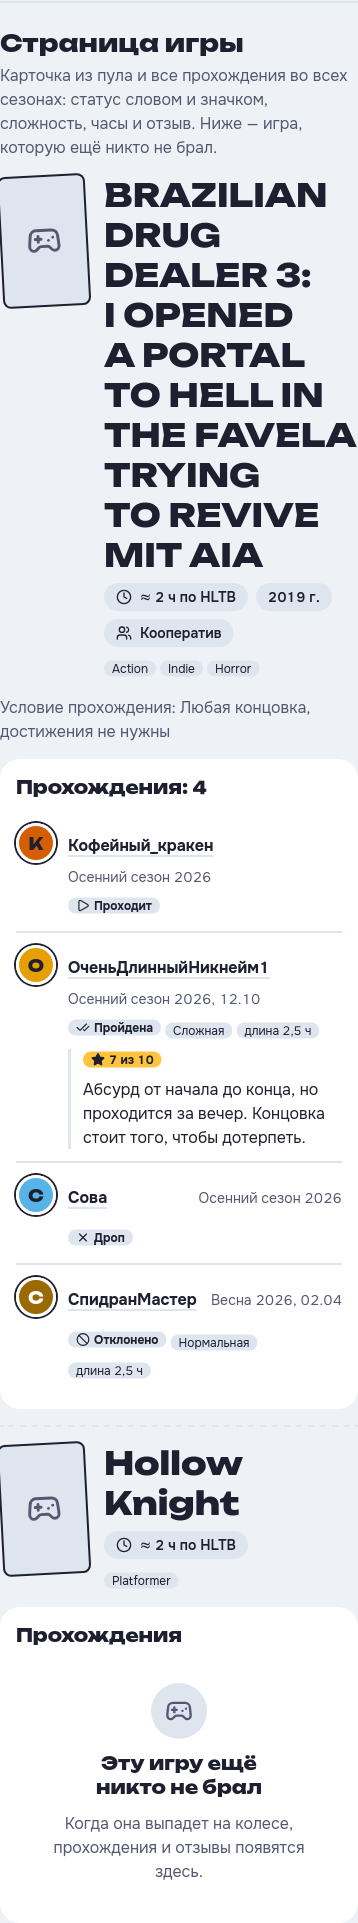 Страница игры
Карточка из пула и все прохождения во всех
сезонах: статус словом и значком,
сложность, часы и отзыв. Ниже — игра,
которую ещё никто не брал.
BRAZILIAN
DRUG
DEALER 3:
I OPENED
A PORTAL
TO HELL IN
THE FAVELA
TRYING
TO REVIVE
MIT AIA
≈ 2 ч по HLTB
2019 г.
Кооператив
Action Indie Horror
Условие прохождения: Любая концовка,
достижения не нужны
Прохождения: 4
К
Кофейный_кракен
Осенний сезон 2026
Проходит
О
ОченьДлинныйНикнейм1
Осенний сезон 2026, 12.10
Пройдена Сложная длина 2,5 ч
7 из 10
Абсурд от начала до конца, но
проходится за вечер. Концовка
стоит того, чтобы дотерпеть.
С
Сова Осенний сезон 2026
Дроп
С
СпидранМастер Весна 2026, 02.04
Отклонено Нормальная
длина 2,5 ч
Hollow
Knight
≈ 2 ч по HLTB
Platformer
Прохождения
Эту игру ещё
никто не брал
Когда она выпадет на колесе,
прохождения и отзывы появятся
здесь.